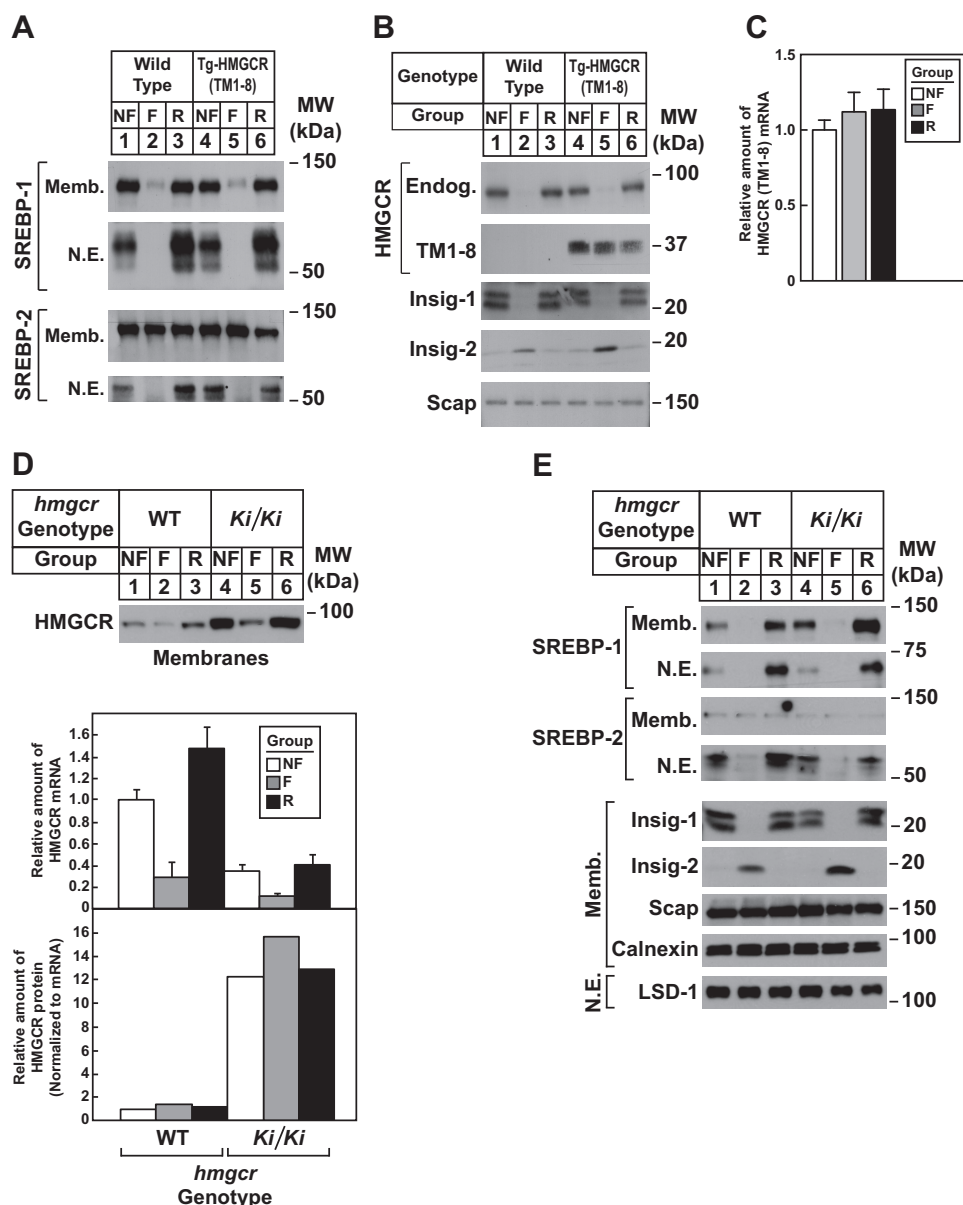 A
Wild Type
Tg-HMGCR (TM1-8)
NF F R NF F R
MW (kDa)
1 2 3 4 5 6
SREBP-1
Memb.
150
N.E.
50
SREBP-2
Memb.
150
N.E.
50
B
Genotype
Wild Type
Tg-HMGCR (TM1-8)
Group
NF F R NF F R
MW (kDa)
1 2 3 4 5 6
HMGCR
Endog.
100
TM1-8
37
Insig-1
20
Insig-2
20
Scap
150
C
Relative amount of HMGCR (TM1-8) mRNA
1.5
1.0
0.5
0
Group
NF
F
R
D
hmgcr Genotype
WT
Ki/Ki
Group
NF F R NF F R
MW (kDa)
1 2 3 4 5 6
HMGCR
100
Membranes
Relative amount of HMGCR mRNA
1.6
1.4
1.2
1.0
0.8
0.6
0.4
0.2
0
Group
NF
F
R
Relative amount of HMGCR protein (Normalized to mRNA)
16
14
12
10
8
6
4
2
0
WT
Ki/Ki
hmgcr Genotype
E
hmgcr Genotype
WT
Ki/Ki
Group
NF F R NF F R
MW (kDa)
1 2 3 4 5 6
SREBP-1
Memb.
150
75
N.E.
SREBP-2
Memb.
150
N.E.
50
Memb.
Insig-1
20
Insig-2
20
Scap
150
Calnexin
100
N.E.
LSD-1
100